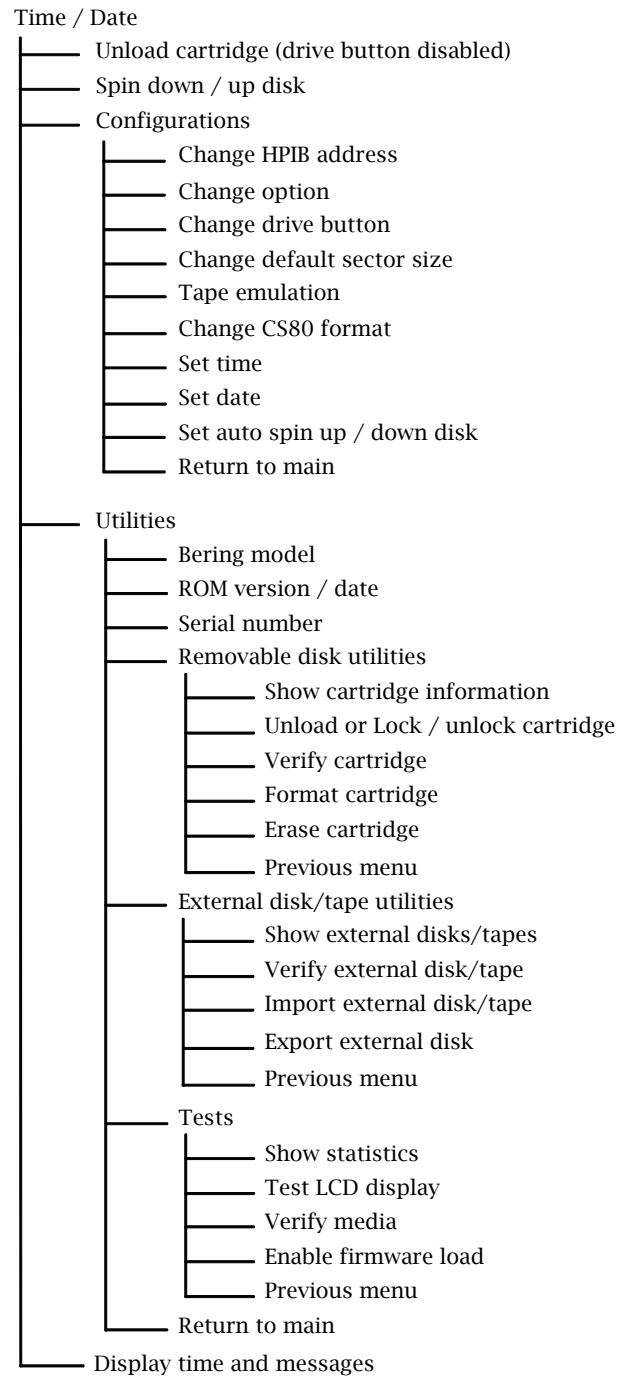 Time / Date
Unload cartridge (drive button disabled)
Spin down / up disk
Configurations
Change HPIB address
Change option
Change drive button
Change default sector size
Tape emulation
Change CS80 format
Set time
Set date
Set auto spin up / down disk
Return to main
Utilities
Bering model
ROM version / date
Serial number
Removable disk utilities
Show cartridge information
Unload or Lock / unlock cartridge
Verify cartridge
Format cartridge
Erase cartridge
Previous menu
External disk/tape utilities
Show external disks/tapes
Verify external disk/tape
Import external disk/tape
Export external disk
Previous menu
Tests
Show statistics
Test LCD display
Verify media
Enable firmware load
Previous menu
Return to main
Display time and messages